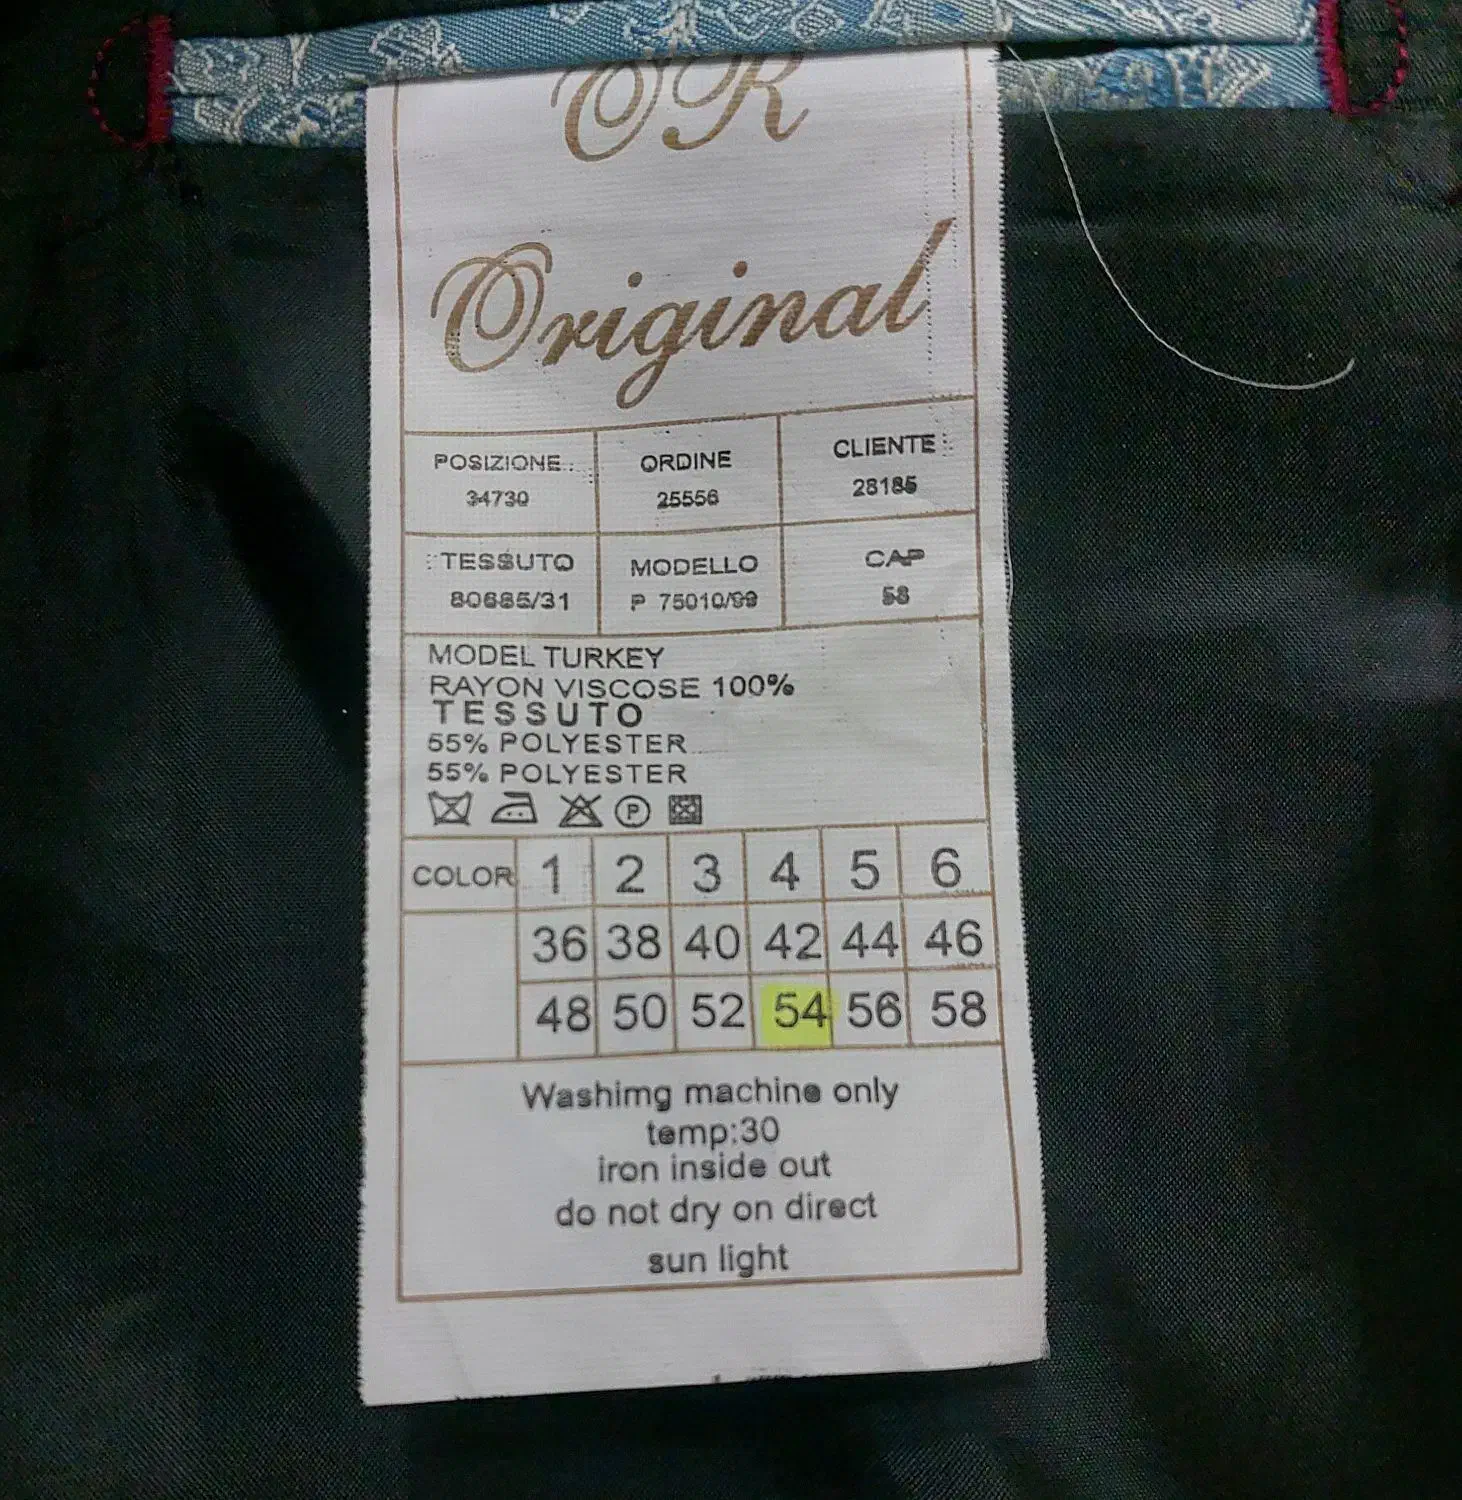 OR
Original
POSIZIONE ORDINE CLIENTE
34730 25556 28185
TESSUTO MODELLO CAP
80685/31 P 75010/99 58
MODEL TURKEY
RAYON VISCOSE 100%
TESSUTO
55% POLYESTER
55% POLYESTER
P
COLOR 1 2 3 4 5 6
36 38 40 42 44 46
48 50 52 54 56 58
Washimg machine only
temp:30
iron inside out
do not dry on direct
sun light